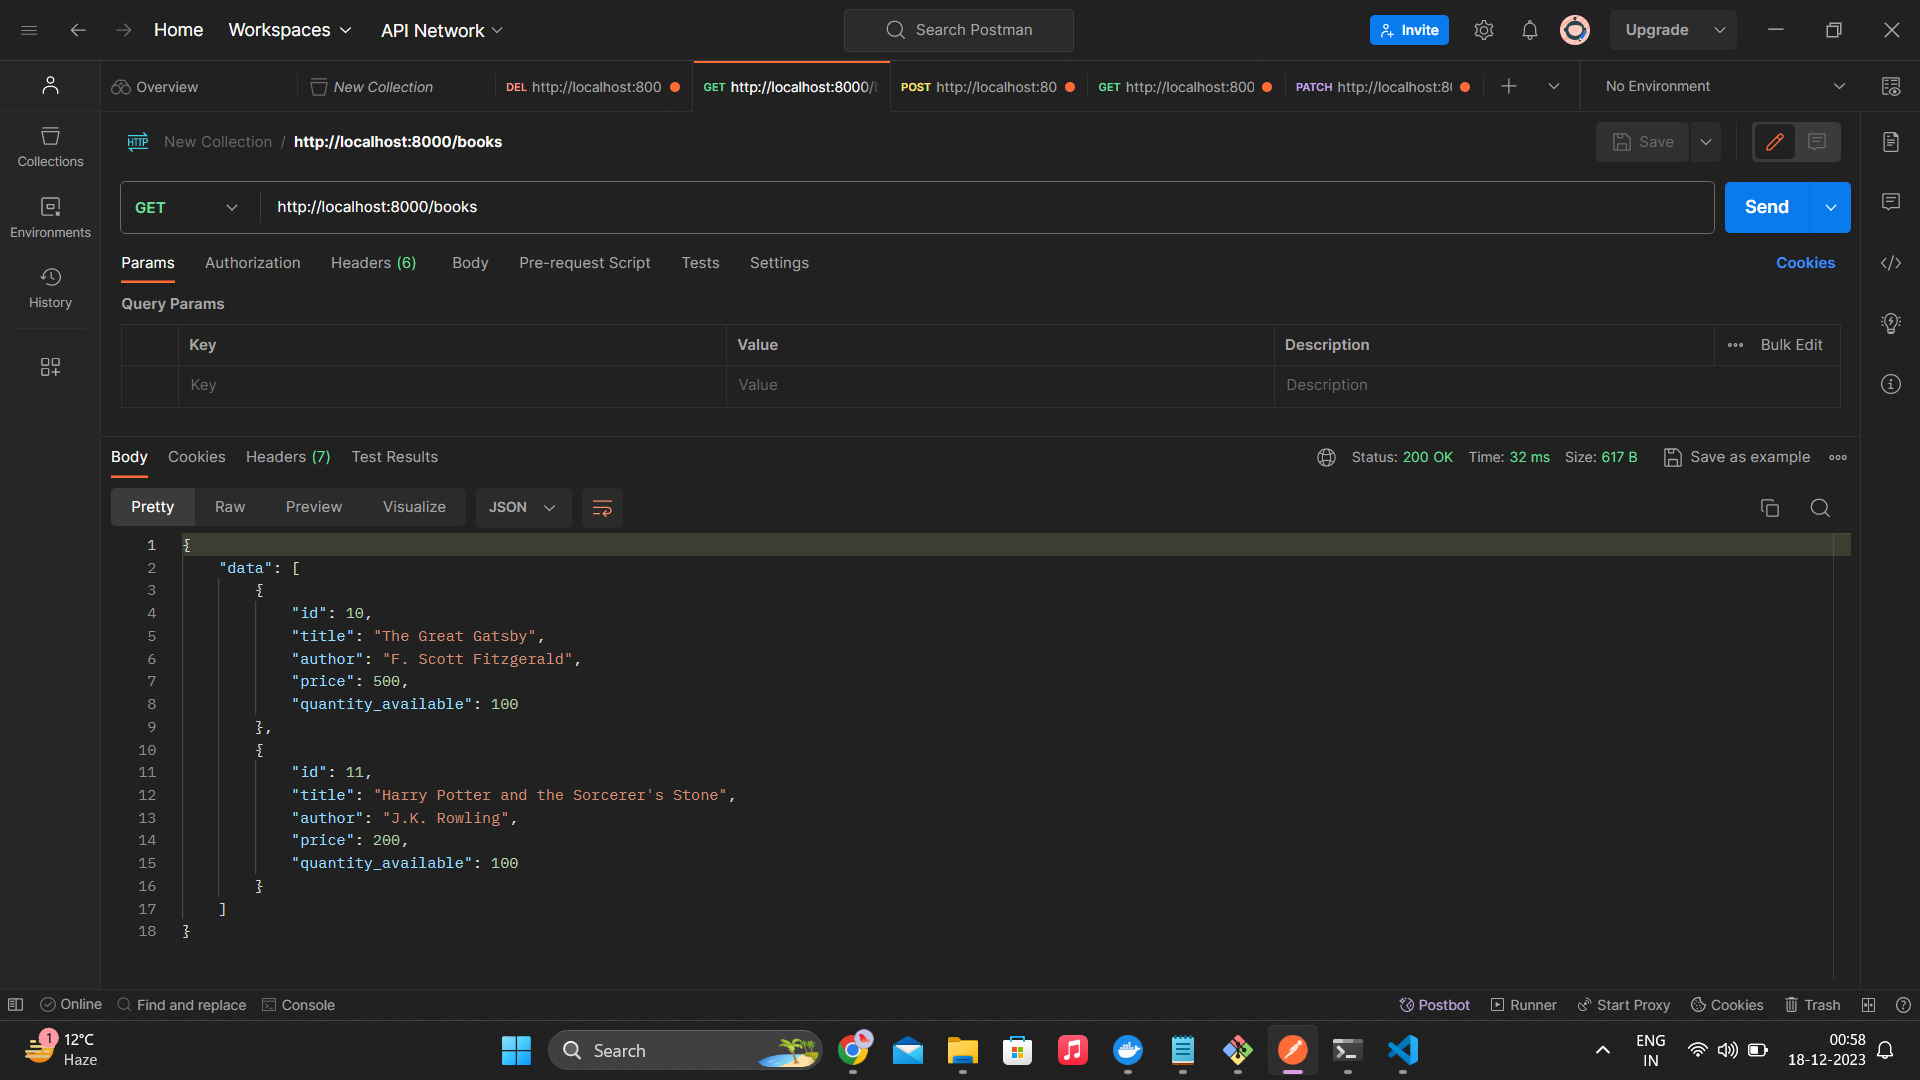 Home Workspaces API Network Search Postman Invite Upgrade
Overview New Collection DEL http://localhost:800 GET http://localhost:8000/b POST http://localhost:80 GET http://localhost:800 PATCH http://localhost:8( No Environment
New Collection / http://localhost:8000/books Save
HTTP
Collections
GET http://localhost:8000/books Send
Environments
Params Authorization Headers (6) Body Pre-request Script Tests Settings Cookies
History
Query Params
Key Value Description Bulk Edit
Key Value Description
Body Cookies Headers (7) Test Results Status: 200 OK Time: 32 ms Size: 617 B Save as example
Pretty Raw Preview Visualize JSON
1 {
2 "data": [
3 {
4 "id": 10,
5 "title": "The Great Gatsby",
6 "author": "F. Scott Fitzgerald",
7 "price": 500,
8 "quantity_available": 100
9 },
10 {
11 "id": 11,
12 "title": "Harry Potter and the Sorcerer's Stone",
13 "author": "J.K. Rowling",
14 "price": 200,
15 "quantity_available": 100
16 }
17 ]
18 }
Online Find and replace Console Postbot Runner Start Proxy Cookies Trash
1 12°C Search ENG 00:58
Haze IN 18-12-2023